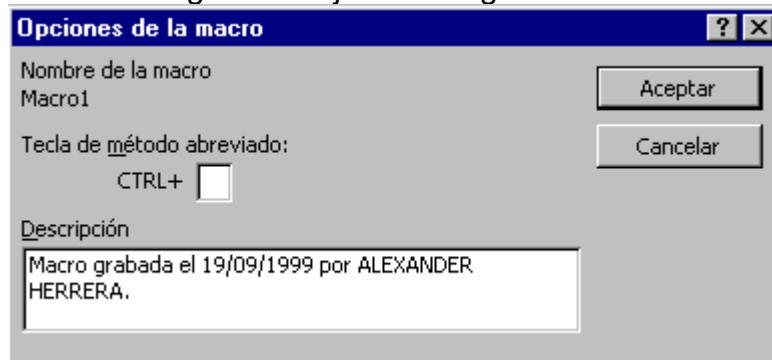 Opciones de la macro
Nombre de la macro
Macro1
Aceptar
Tecla de método abreviado:
Cancelar
CTRL+
Descripción
Macro grabada el 19/09/1999 por ALEXANDER
HERRERA.